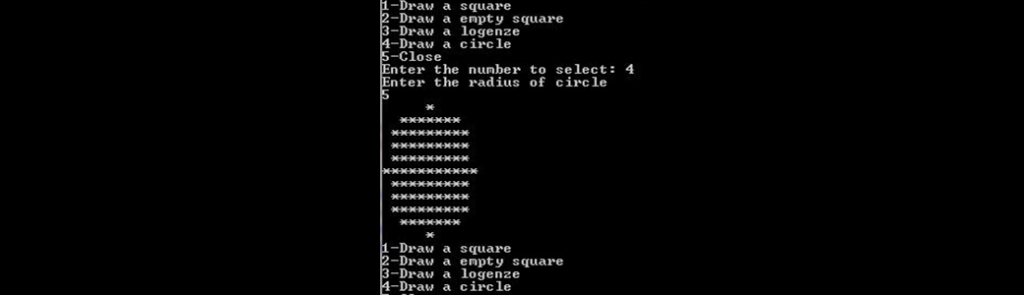 1-Draw a square
2-Draw a empty square
3-Draw a logenze
4-Draw a circle
5-Close
Enter the number to select: 4
Enter the radius of circle
5
     *
  *******
 *********
 *********
 *********
***********
 *********
 *********
 *********
  *******
     *
1-Draw a square
2-Draw a empty square
3-Draw a logenze
4-Draw a circle